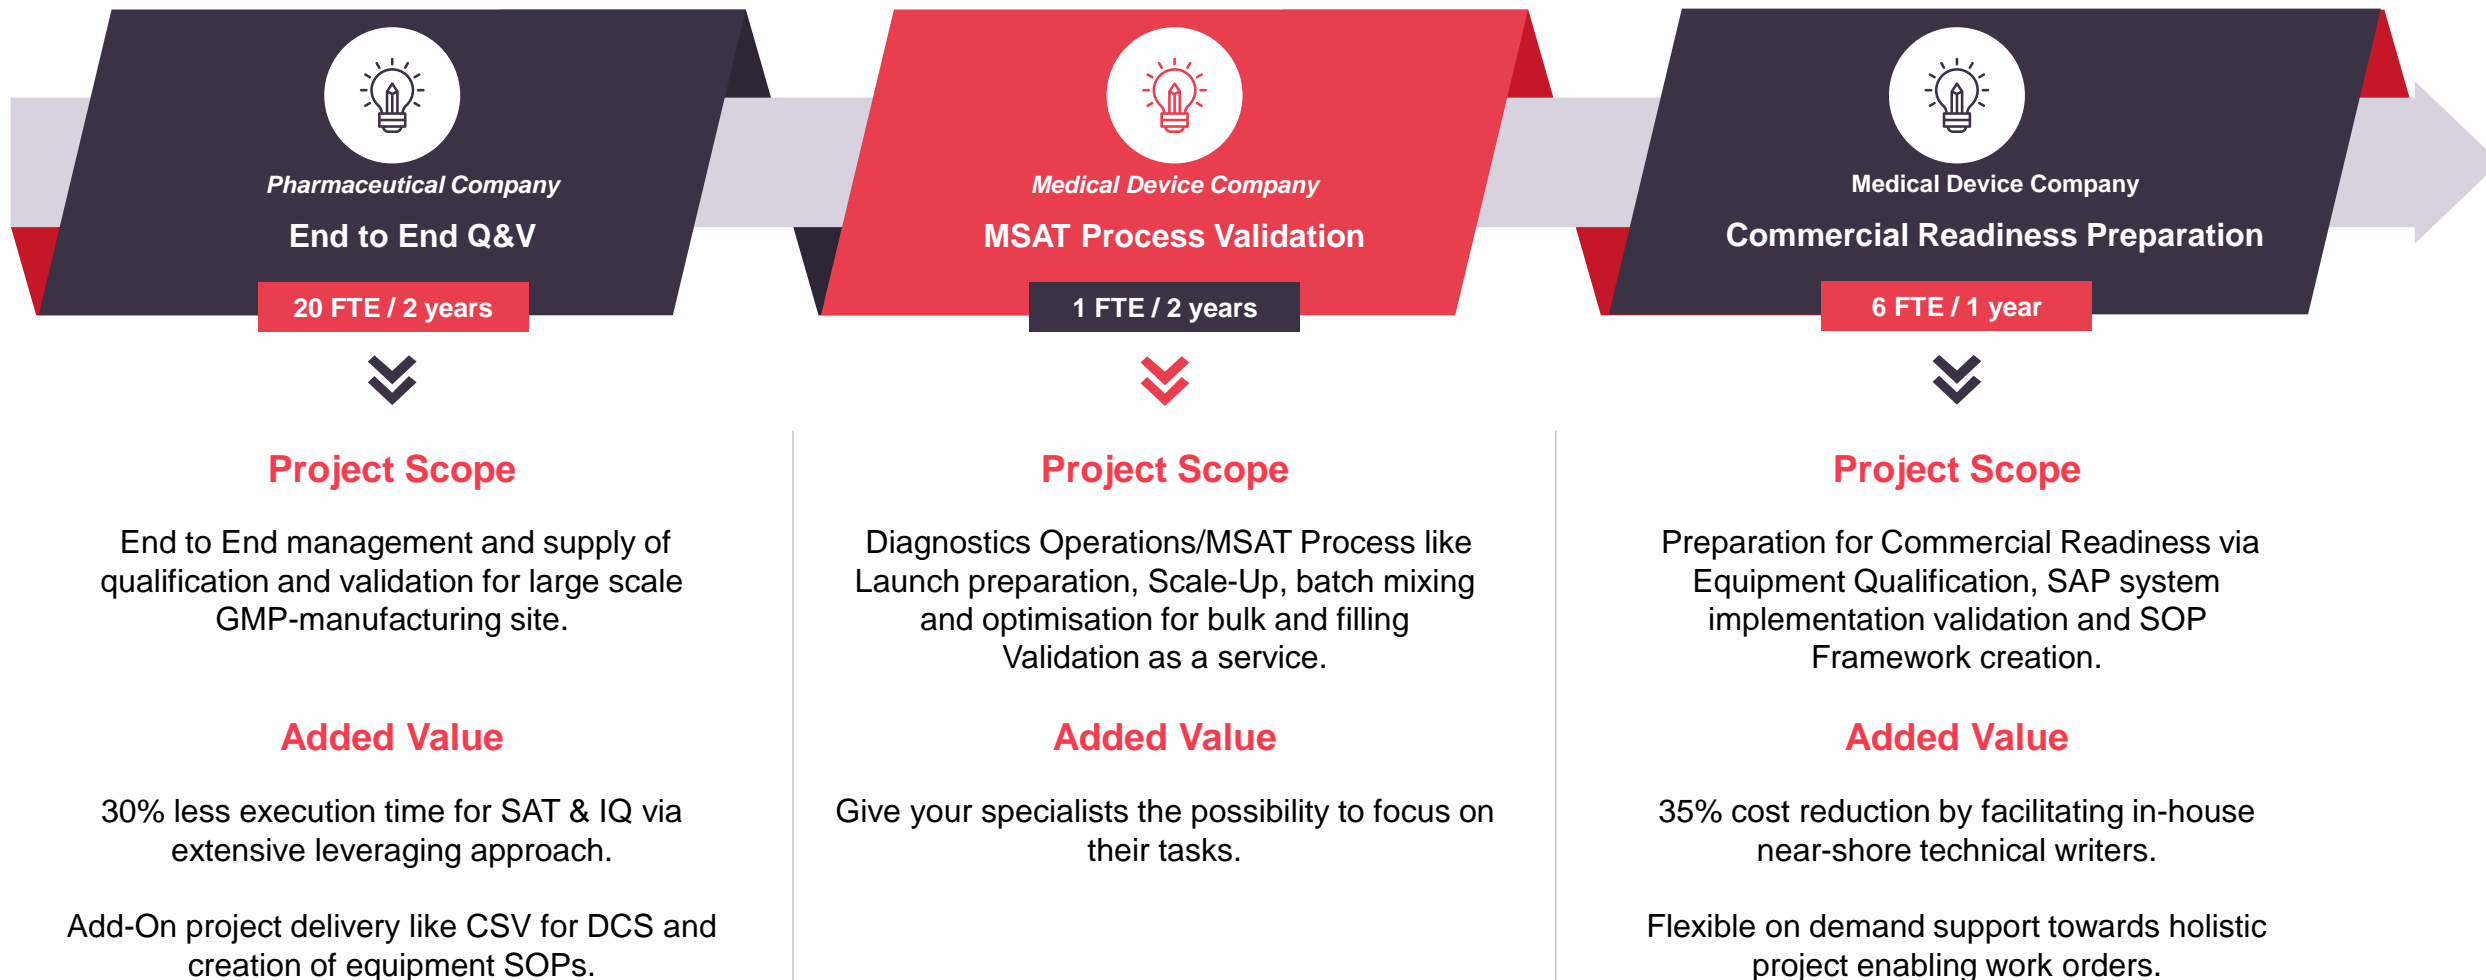 Pharmaceutical Company
End to End Q&V
20 FTE / 2 years
Project Scope
End to End management and supply of
qualification and validation for large scale
GMP-manufacturing site.
Added Value
30% less execution time for SAT & IQ via
extensive leveraging approach.
Add-On project delivery like CSV for DCS and
creation of equipment SOPs.
Medical Device Company
MSAT Process Validation
1 FTE / 2 years
Project Scope
Diagnostics Operations/MSAT Process like
Launch preparation, Scale-Up, batch mixing
and optimisation for bulk and filling
Validation as a service.
Added Value
Give your specialists the possibility to focus on
their tasks.
Medical Device Company
Commercial Readiness Preparation
6 FTE / 1 year
Project Scope
Preparation for Commercial Readiness via
Equipment Qualification, SAP system
implementation validation and SOP
Framework creation.
Added Value
35% cost reduction by facilitating in-house
near-shore technical writers.
Flexible on demand support towards holistic
project enabling work orders.